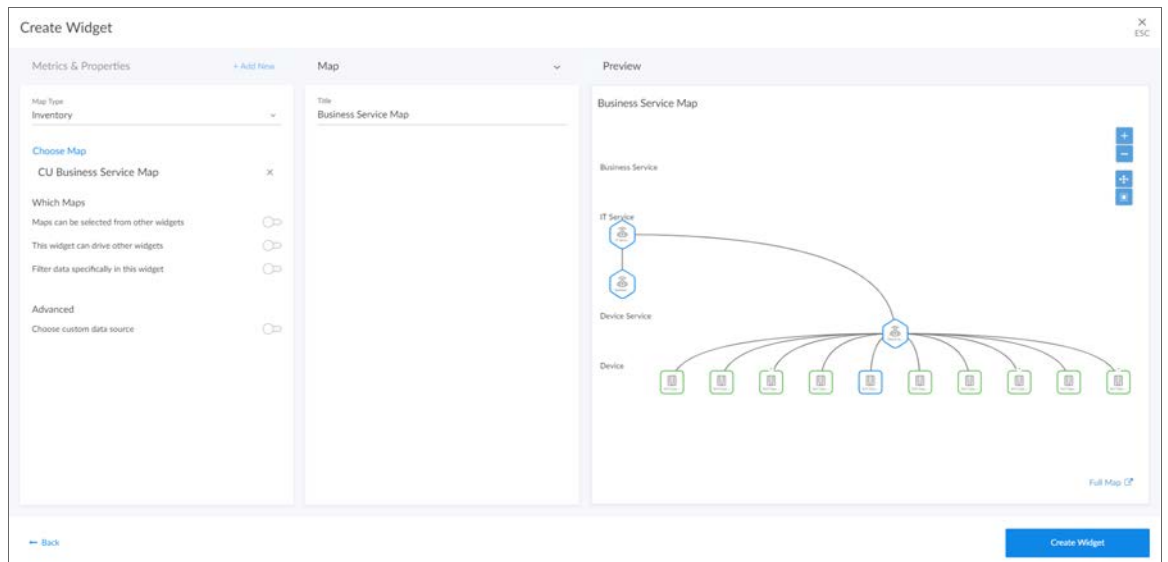 Create Widget
×
ESC
Metrics & Properties
+ Add New
Map
Preview
Map Type
Inventory
Choose Map
CU Business Service Map
×
Which Maps
Maps can be selected from other widgets
This widget can drive other widgets
Filter data specifically in this widget
Advanced
Choose custom data source
Title
Business Service Map
Business Service Map
Business Service
IT Service
Device Service
Device
Full Map
← Back
Create Widget